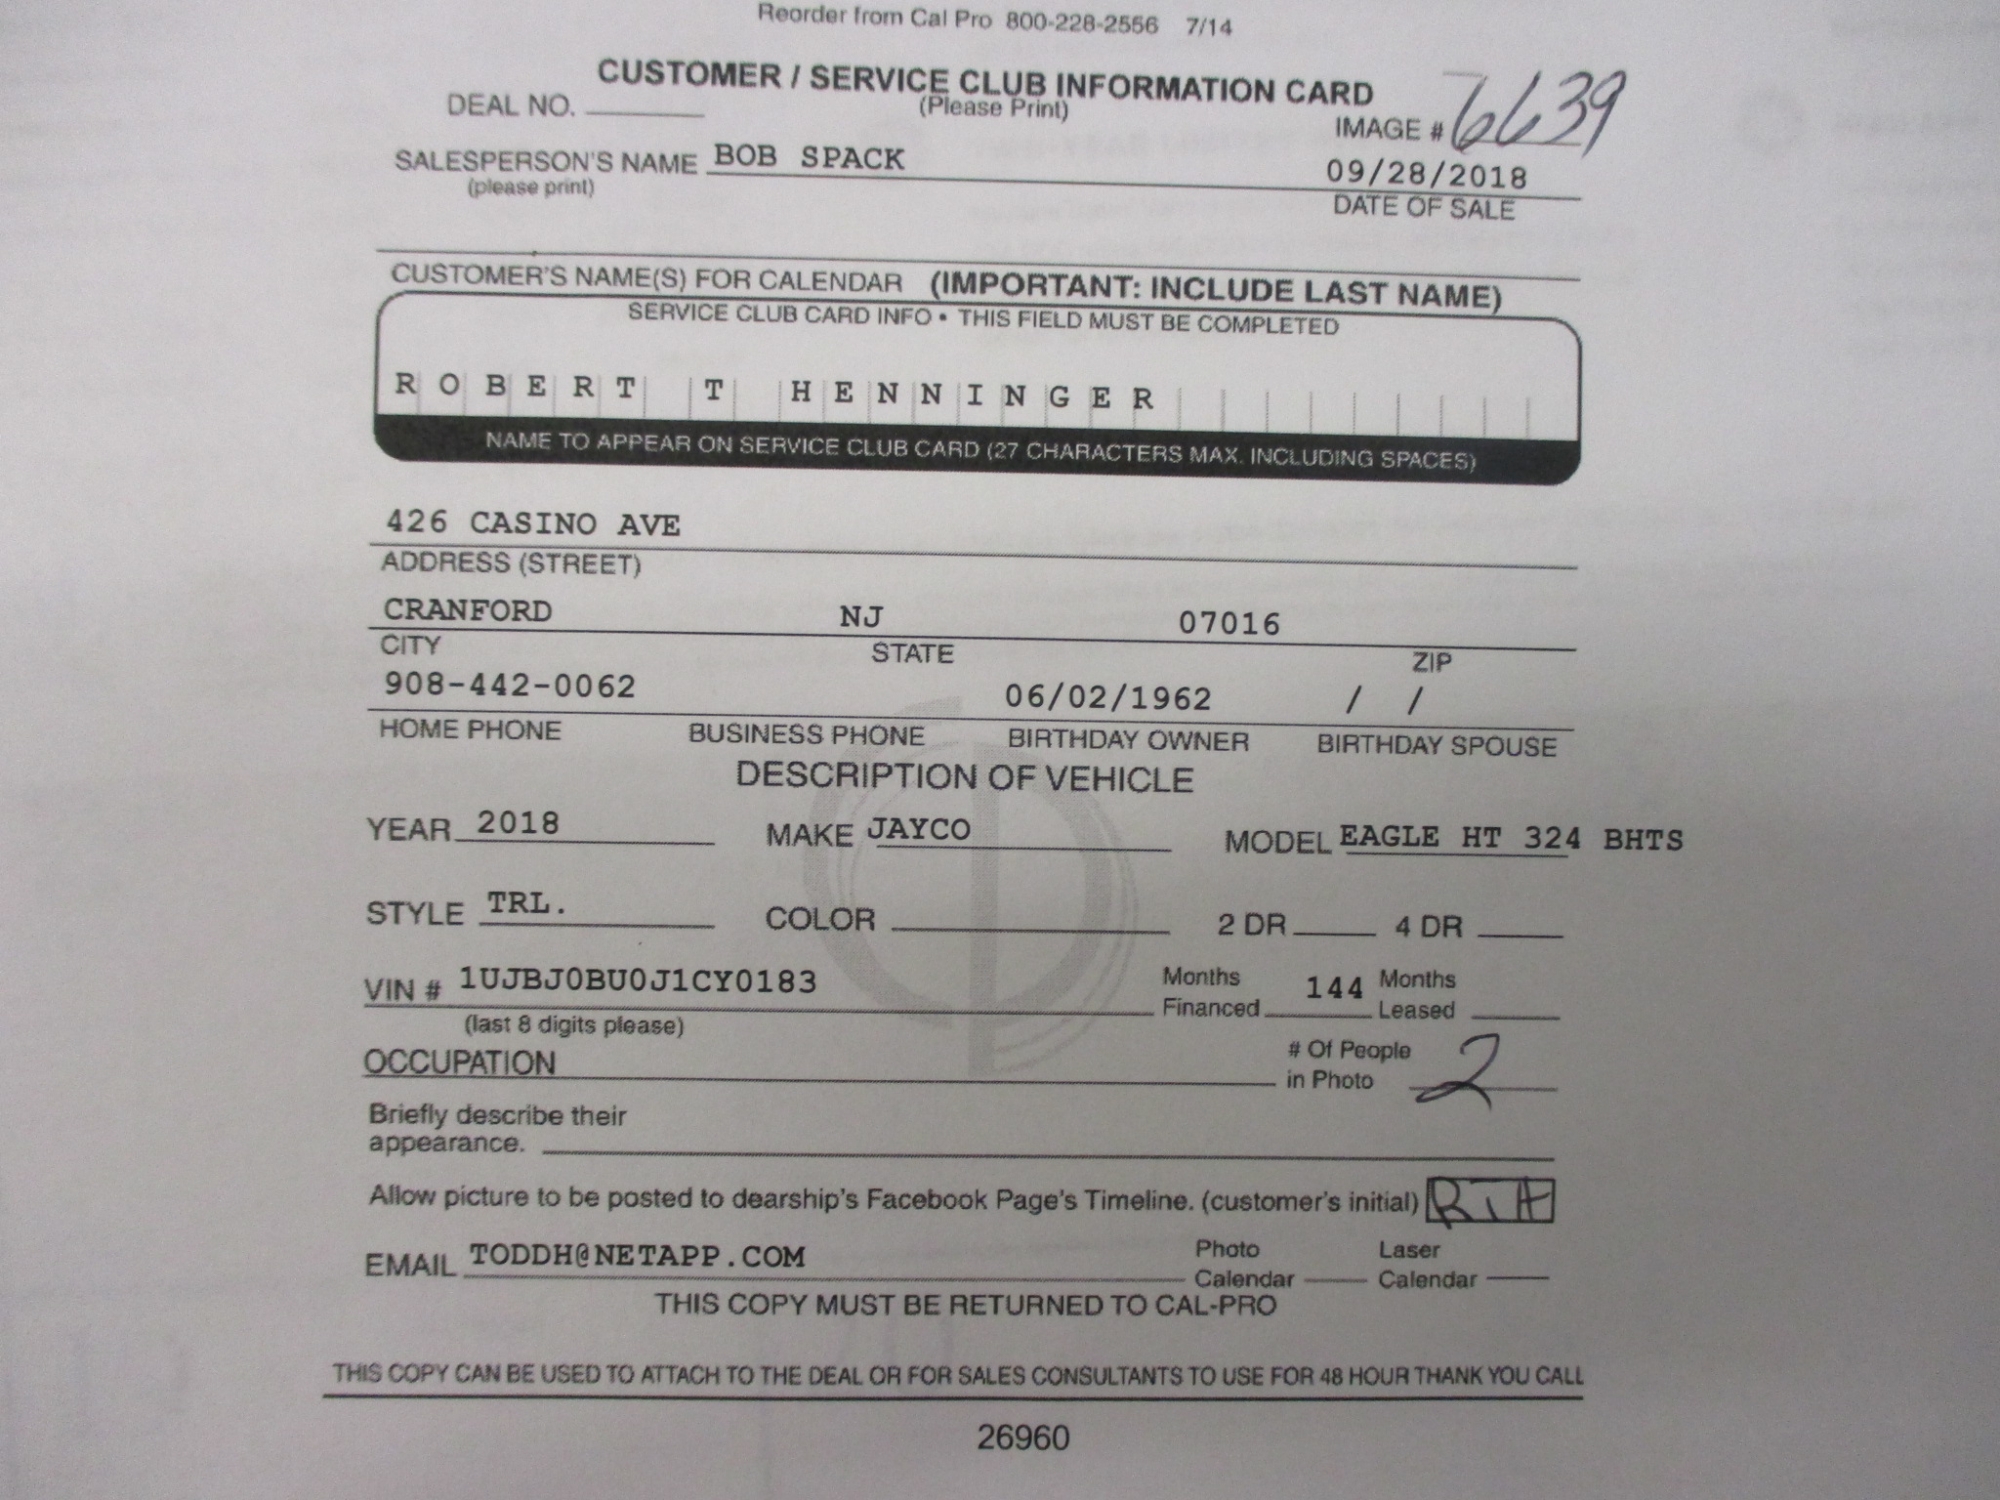 Reorder from Cal Pro 800-228-2556 7/14
CUSTOMER / SERVICE CLUB INFORMATION CARD
DEAL NO. (Please Print) IMAGE # 6639
SALESPERSON'S NAME BOB SPACK
(please print) 09/28/2018
DATE OF SALE
CUSTOMER'S NAME(S) FOR CALENDAR (IMPORTANT: INCLUDE LAST NAME)
SERVICE CLUB CARD INFO • THIS FIELD MUST BE COMPLETED
ROBERT T HENNINGER
NAME TO APPEAR ON SERVICE CLUB CARD (27 CHARACTERS MAX. INCLUDING SPACES)
426 CASINO AVE
ADDRESS (STREET)
CRANFORD NJ 07016
CITY STATE ZIP
908-442-0062 06/02/1962 / /
HOME PHONE BUSINESS PHONE BIRTHDAY OWNER BIRTHDAY SPOUSE
DESCRIPTION OF VEHICLE
YEAR 2018 MAKE JAYCO MODEL EAGLE HT 324 BHTS
STYLE TRL. COLOR 2 DR 4 DR
VIN # 1UJBJ0BU0J1CY0183 Months Financed 144 Months Leased
(last 8 digits please)
OCCUPATION # Of People in Photo 2
Briefly describe their
appearance.
Allow picture to be posted to dearship's Facebook Page's Timeline. (customer's initial) RTH
EMAIL TODDH@NETAPP.COM Photo Calendar Laser Calendar
THIS COPY MUST BE RETURNED TO CAL-PRO
THIS COPY CAN BE USED TO ATTACH TO THE DEAL OR FOR SALES CONSULTANTS TO USE FOR 48 HOUR THANK YOU CALL
26960